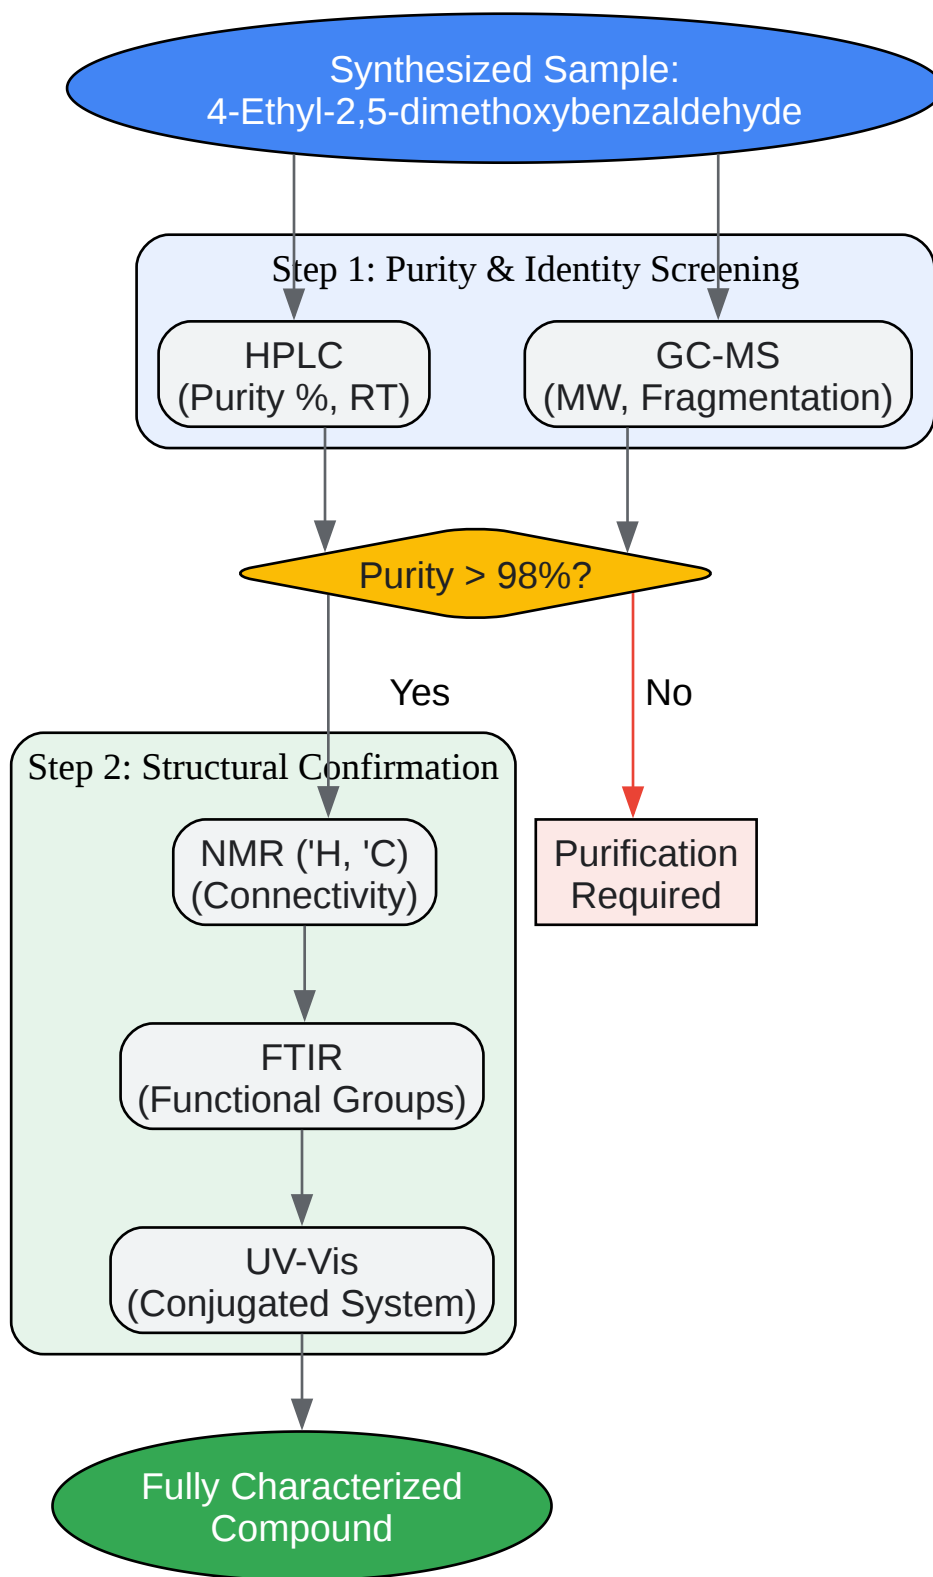 Synthesized Sample:
4-Ethyl-2,5-dimethoxybenzaldehyde
Step 1: Purity & Identity Screening
HPLC
(Purity %, RT)
GC-MS
(MW, Fragmentation)
Purity > 98%?
Yes
No
Step 2: Structural Confirmation
NMR ('H, 'C)
(Connectivity)
Purification
Required
FTIR
(Functional Groups)
UV-Vis
(Conjugated System)
Fully Characterized
Compound